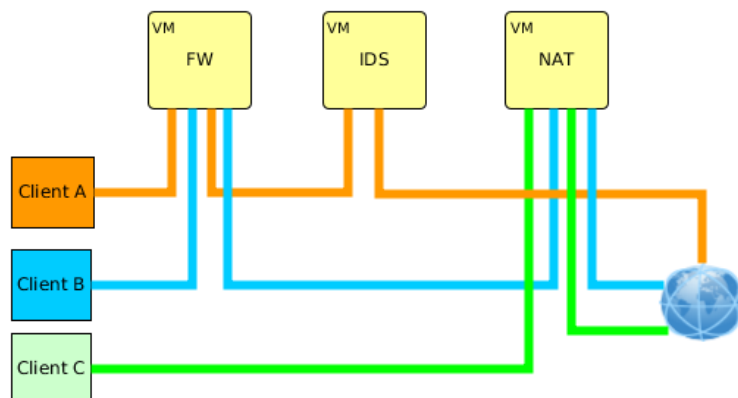 VM
FW
VM
IDS
VM
NAT
Client A
Client B
Client C